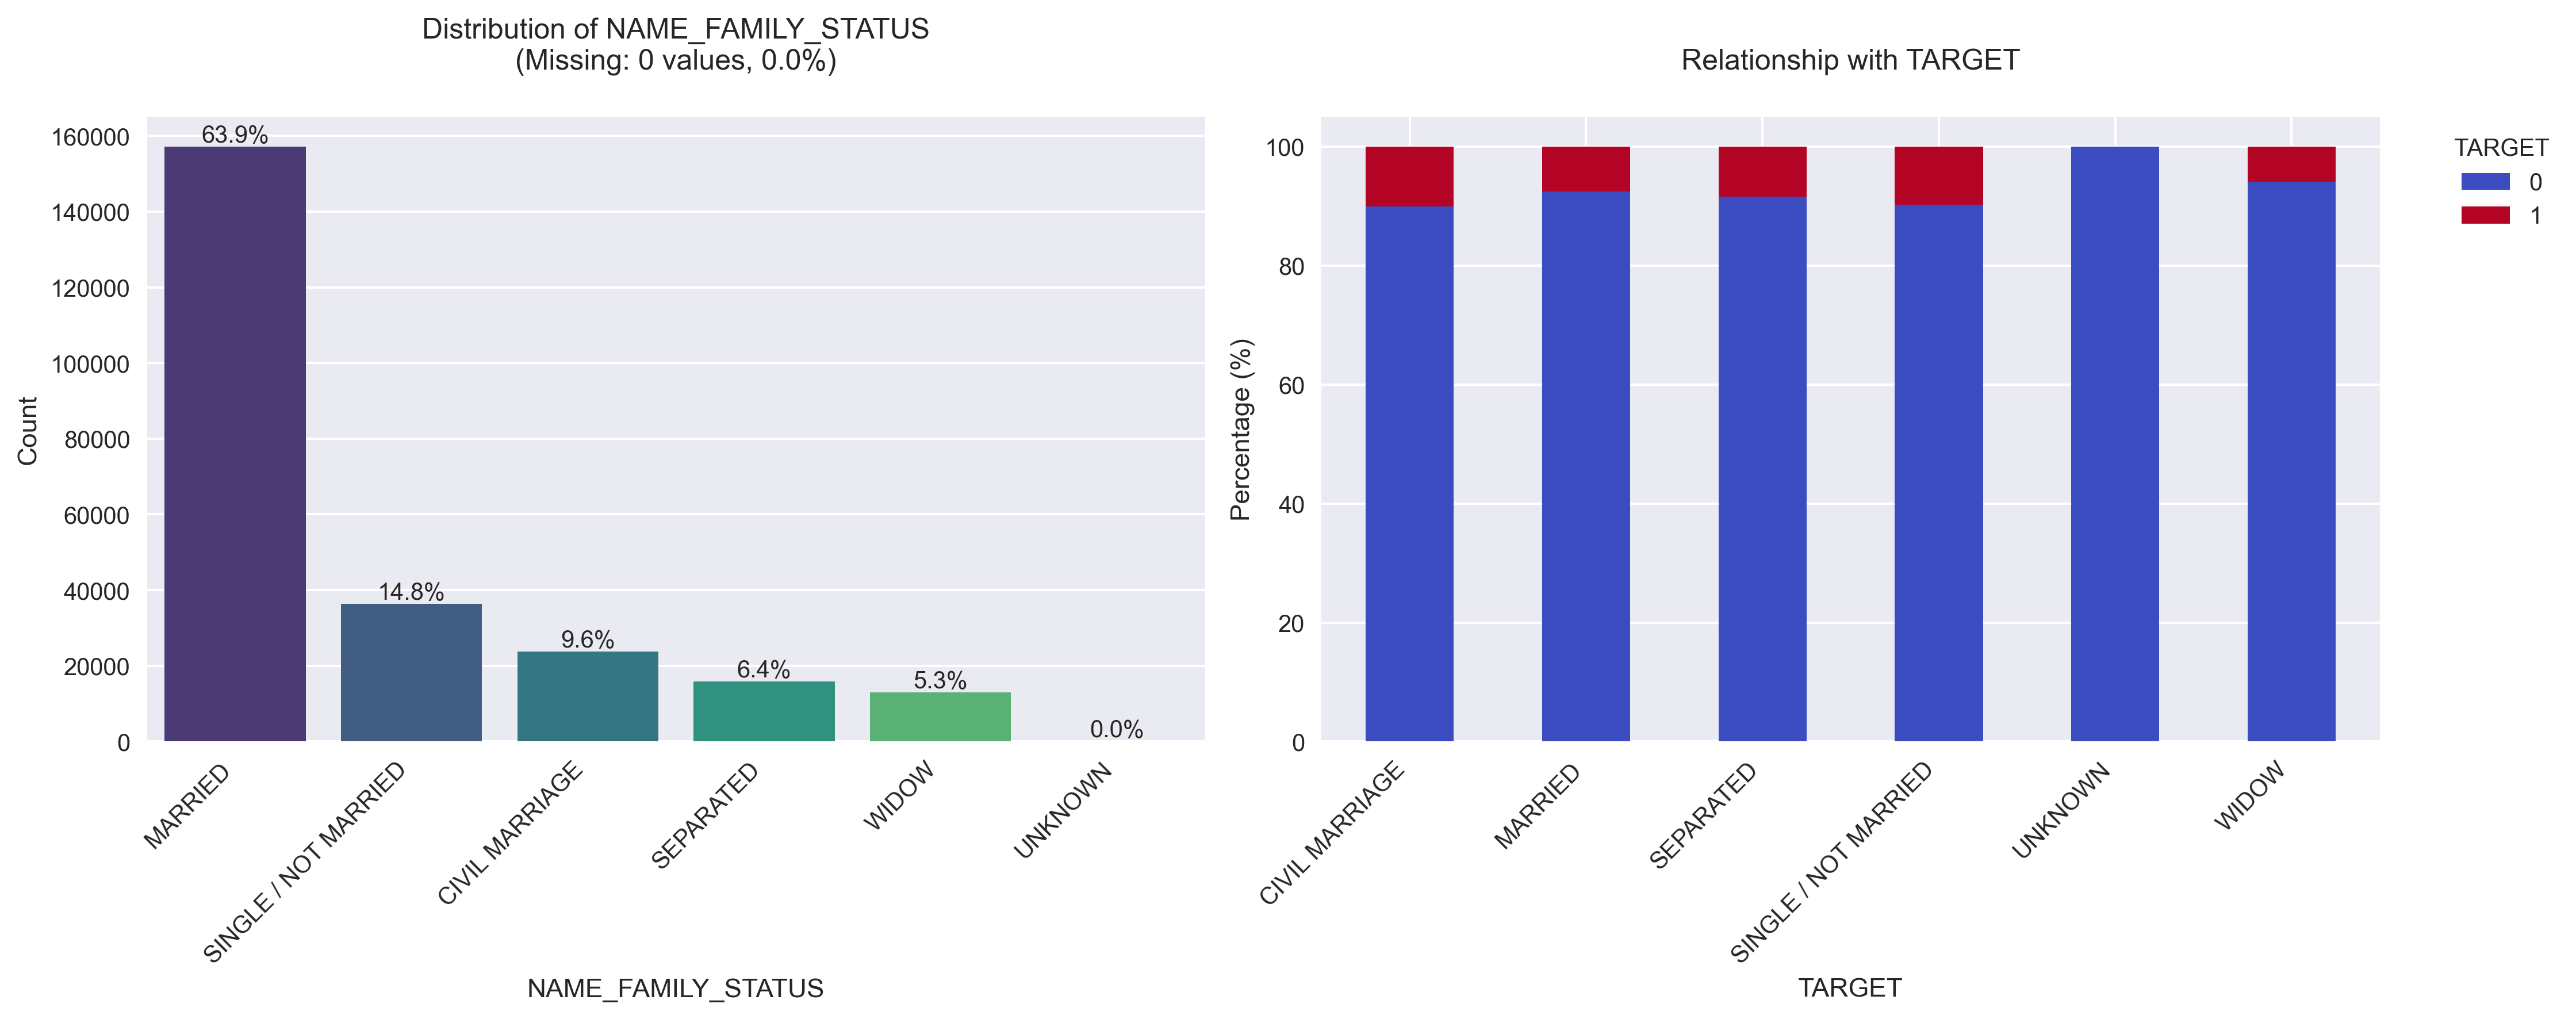 Distribution of NAME_FAMILY_STATUS
(Missing: 0 values, 0.0%)
160000
140000
120000
100000
80000
60000
40000
20000
0
Count
63.9%
14.8%
9.6%
6.4%
5.3%
0.0%
MARRIED
SINGLE / NOT MARRIED
CIVIL MARRIAGE
SEPARATED
WIDOW
UNKNOWN
NAME_FAMILY_STATUS
Relationship with TARGET
100
80
60
40
20
0
Percentage (%)
CIVIL MARRIAGE
MARRIED
SEPARATED
SINGLE / NOT MARRIED
UNKNOWN
WIDOW
TARGET
TARGET
0
1